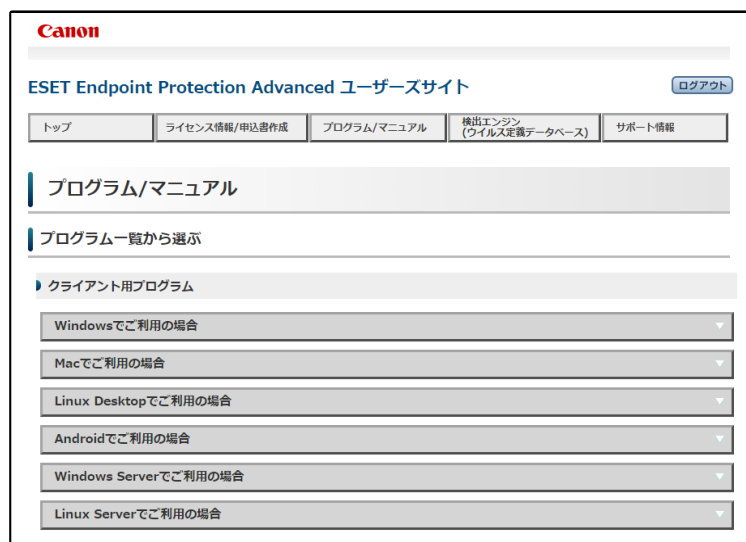 Canon
ESET Endpoint Protection Advanced ユーザーズサイト
ログアウト
トップ
ライセンス情報/申込書作成
プログラム/マニュアル
検出エンジン
(ウイルス定義データベース)
サポート情報
プログラム/マニュアル
プログラム一覧から選ぶ
クライアント用プログラム
Windowsでご利用の場合
Macでご利用の場合
Linux Desktopでご利用の場合
Androidでご利用の場合
Windows Serverでご利用の場合
Linux Serverでご利用の場合